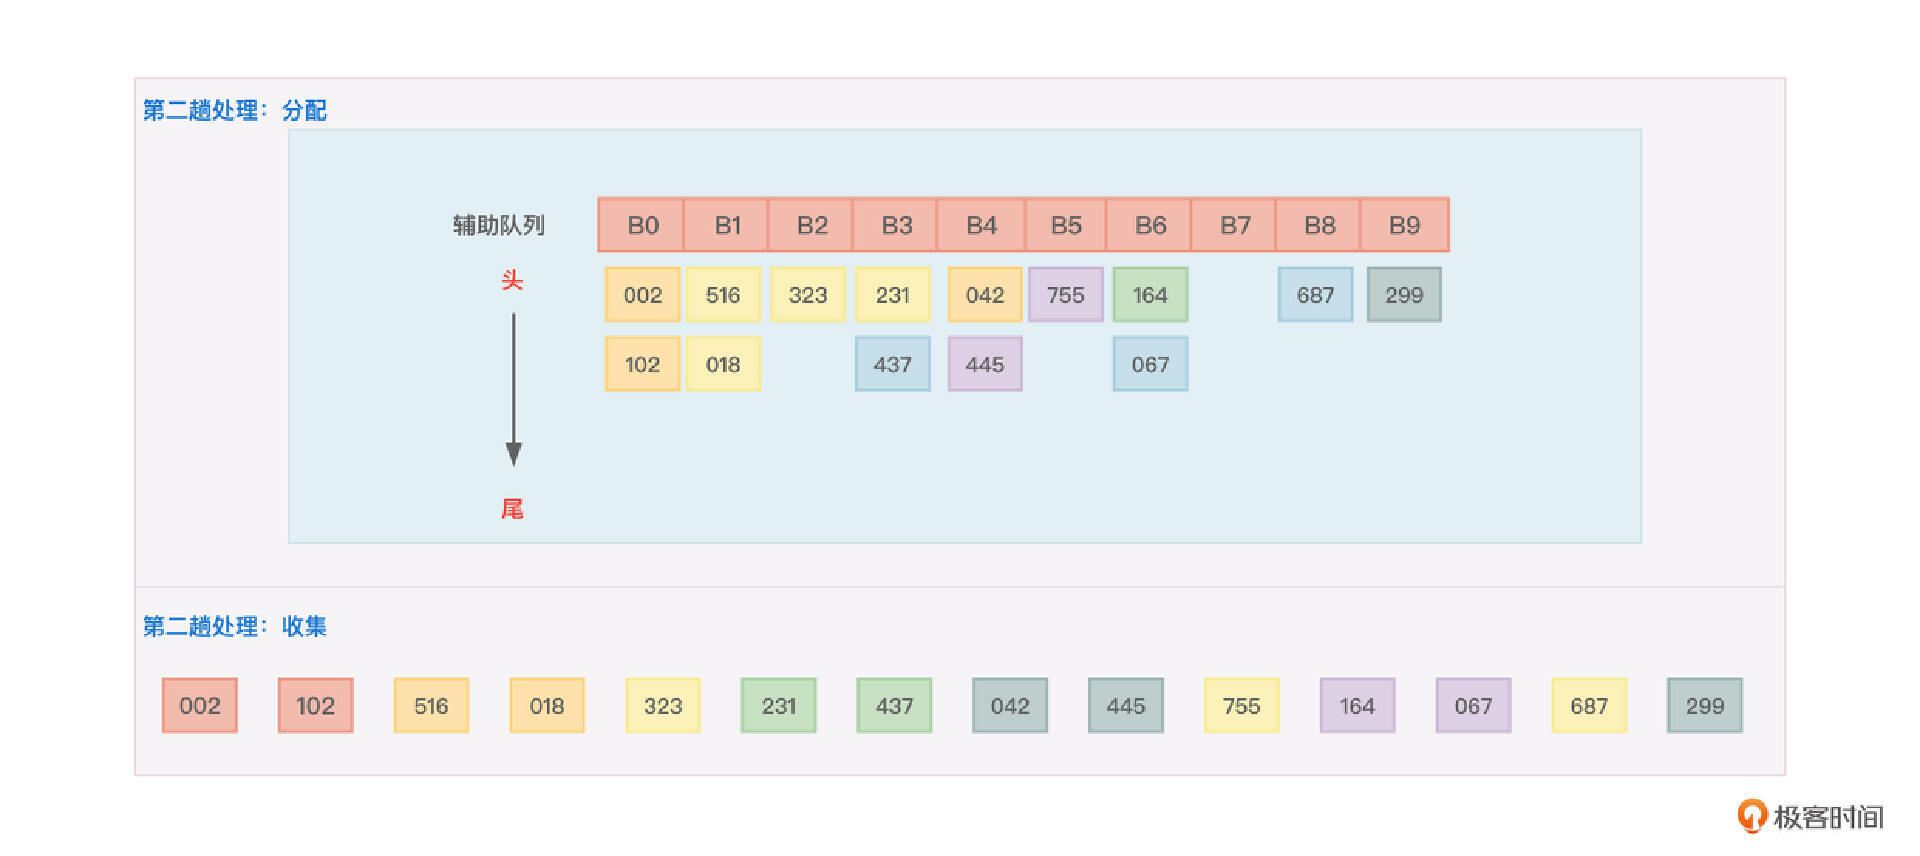 第二趟处理：分配
辅助队列 B0 B1 B2 B3 B4 B5 B6 B7 B8 B9
头 002 516 323 231 042 755 164 687 299
102 018 437 445 067
尾
第二趟处理：收集
002 102 516 018 323 231 437 042 445 755 164 067 687 299
极客时间